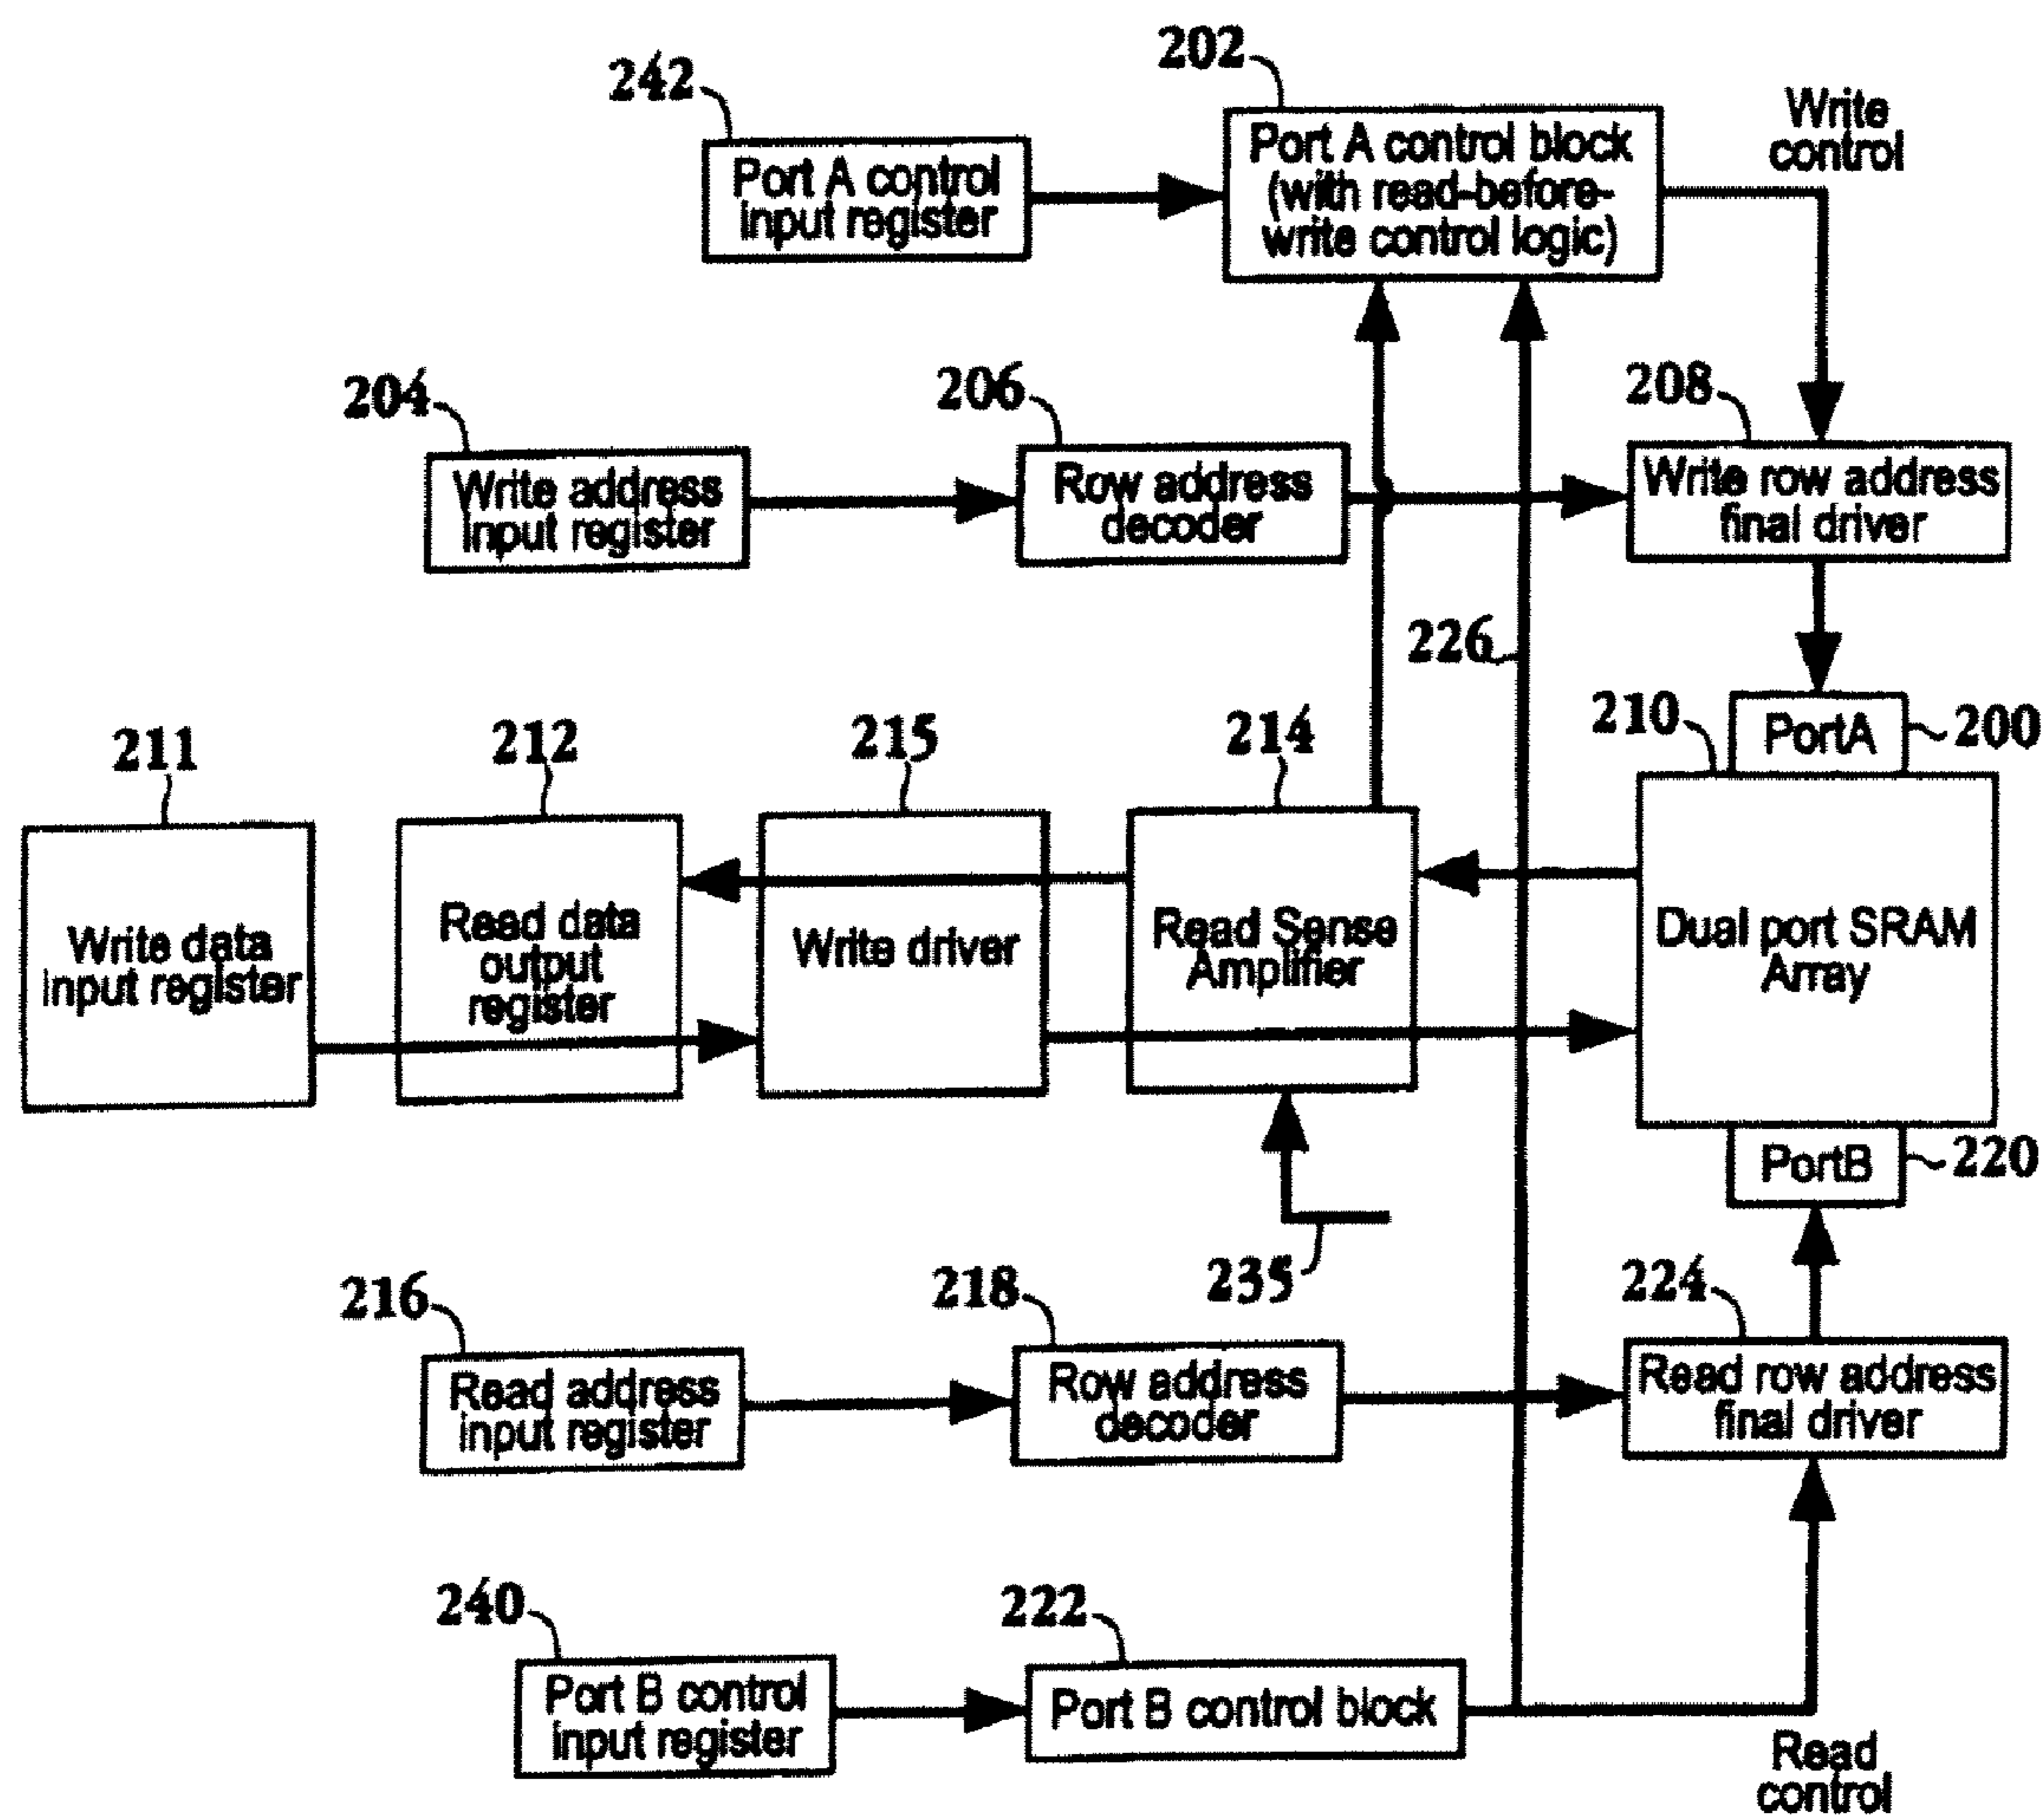 202
242
Write
control
Port A control block
(with read-before-
write control logic)
Port A control
input register
204
206
208
Write address
input register
Row address
decoder
Write row address
final driver
226
210
200
PortA
211
212
215
214
Write data
input register
Read data
output
register
Write driver
Read Sense
Amplifier
Dual port SRAM
Array
PortB
220
235
216
218
224
Read address
input register
Row address
decoder
Read row address
final driver
240
222
Port B control
input register
Port B control block
Read
control